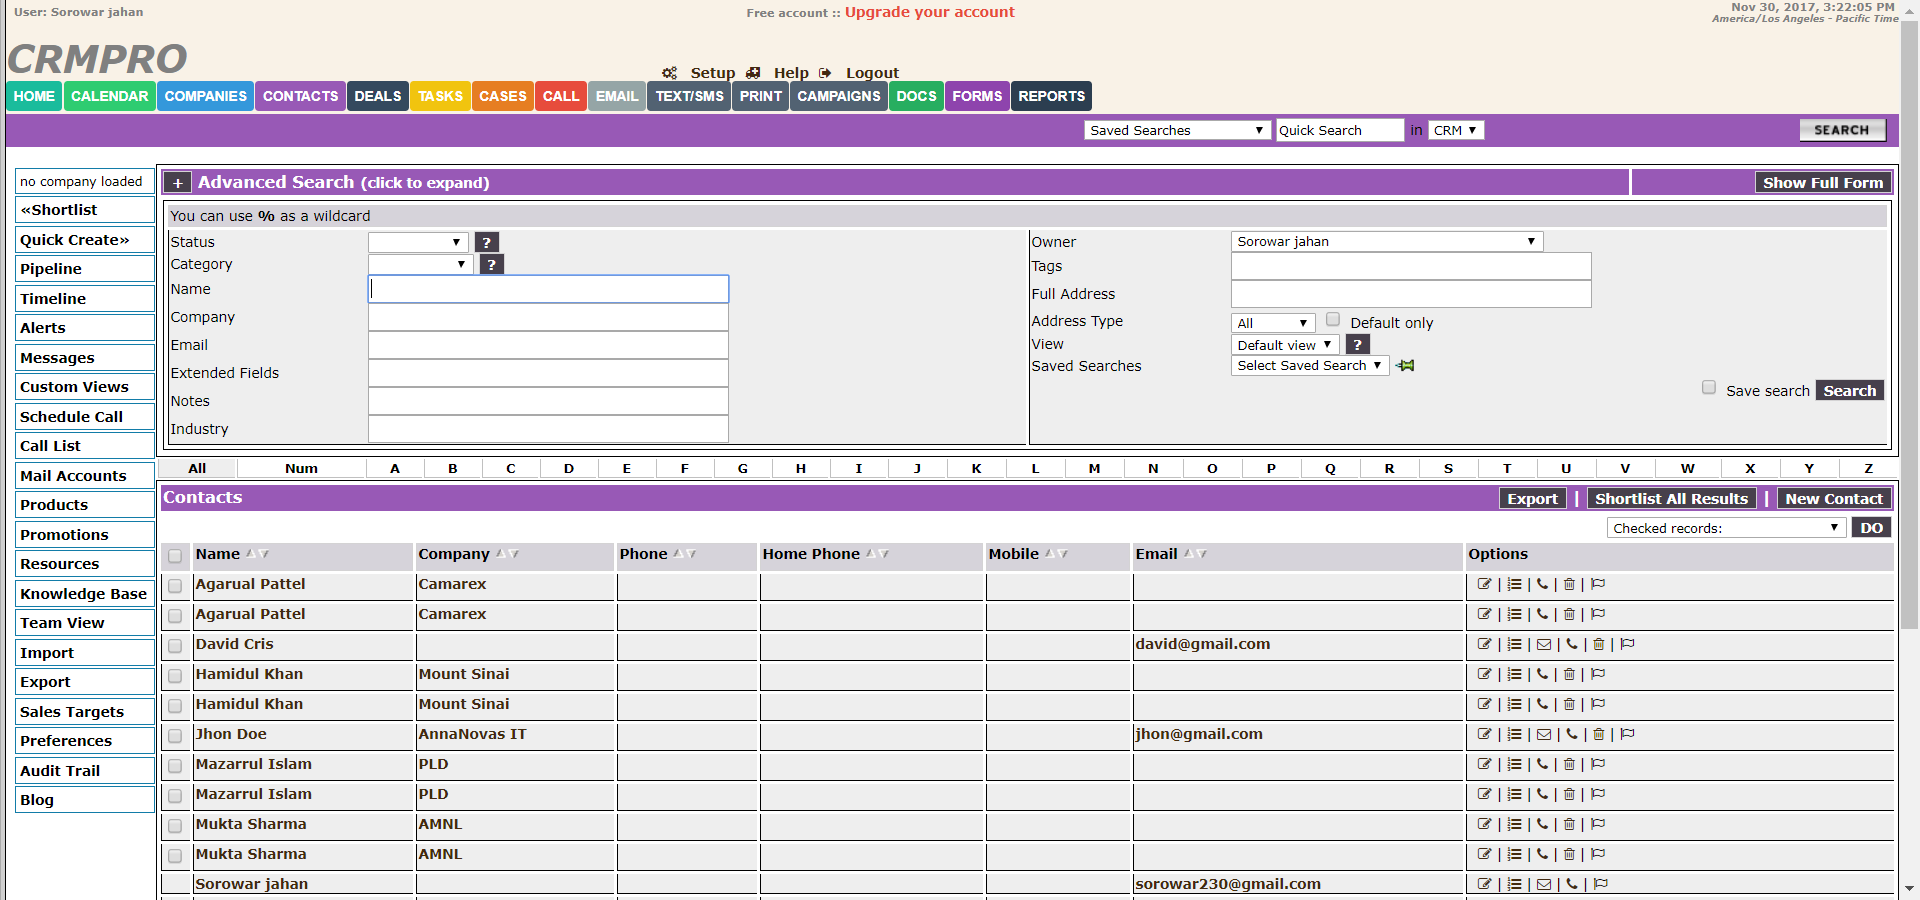 User: Sorowar jahan
Free account :: Upgrade your account
Nov 30, 2017, 3:22:05 PM
America/Los Angeles - Pacific Time
CRMPRO
Setup Help Logout
HOME CALENDAR COMPANIES CONTACTS DEALS TASKS CASES CALL EMAIL TEXT/SMS PRINT CAMPAIGNS DOCS FORMS REPORTS
Saved Searches Quick Search in CRM SEARCH
no company loaded
«Shortlist
Quick Create»
Pipeline
Timeline
Alerts
Messages
Custom Views
Schedule Call
Call List
Mail Accounts
Products
Promotions
Resources
Knowledge Base
Team View
Import
Export
Sales Targets
Preferences
Audit Trail
Blog
+ Advanced Search (click to expand) Show Full Form
You can use % as a wildcard
Status ?
Category ?
Name
Company
Email
Extended Fields
Notes
Industry
Owner Sorowar jahan
Tags
Full Address
Address Type All Default only
View Default view ?
Saved Searches Select Saved Search
Save search Search
All Num A B C D E F G H I J K L M N O P Q R S T U V W X Y Z
Contacts Export | Shortlist All Results | New Contact
Checked records: DO
Name Company Phone Home Phone Mobile Email Options
Agarual Pattel Camarex | | | |
Agarual Pattel Camarex | | | |
David Cris david@gmail.com | | | | |
Hamidul Khan Mount Sinai | | | |
Hamidul Khan Mount Sinai | | | |
Jhon Doe AnnaNovas IT jhon@gmail.com | | | | |
Mazarrul Islam PLD | | | |
Mazarrul Islam PLD | | | |
Mukta Sharma AMNL | | | |
Mukta Sharma AMNL | | | |
Sorowar jahan sorowar230@gmail.com | | | |